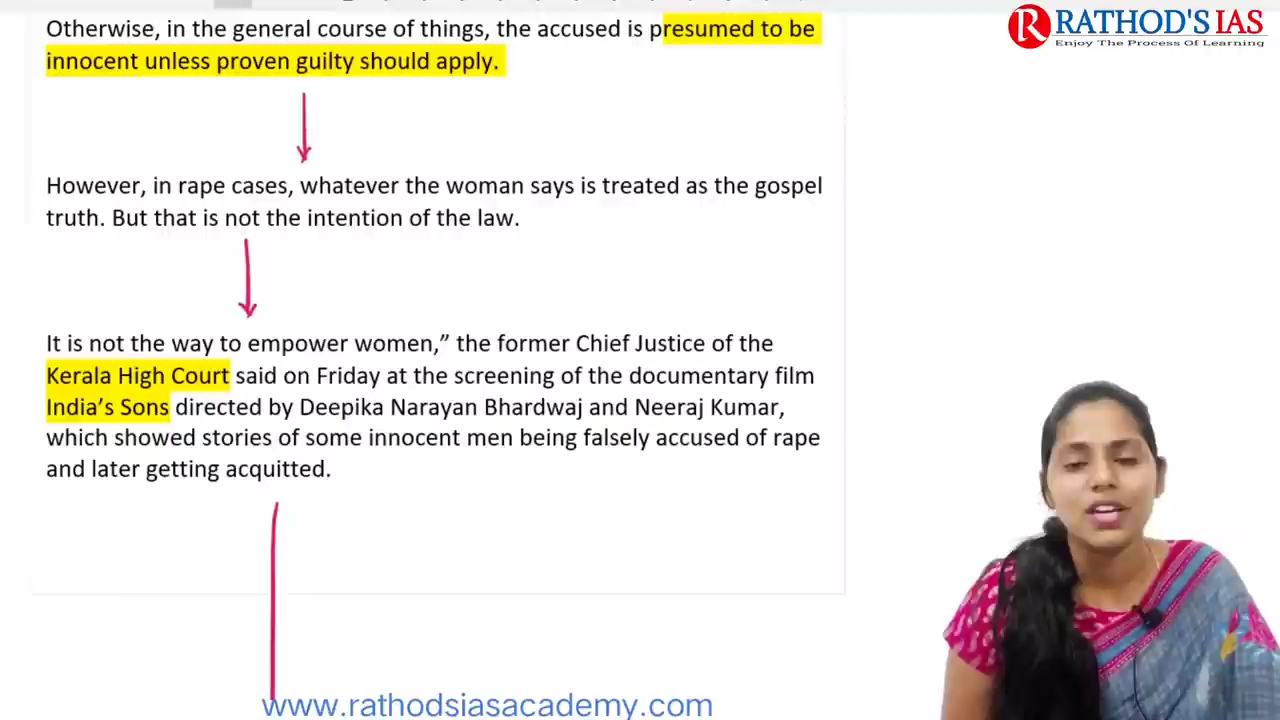 RATHOD'S IAS
Enjoy The Process Of Learning
Otherwise, in the general course of things, the accused is presumed to be
innocent unless proven guilty should apply.
However, in rape cases, whatever the woman says is treated as the gospel
truth. But that is not the intention of the law.
It is not the way to empower women,” the former Chief Justice of the
Kerala High Court said on Friday at the screening of the documentary film
India’s Sons directed by Deepika Narayan Bhardwaj and Neeraj Kumar,
which showed stories of some innocent men being falsely accused of rape
and later getting acquitted.
www.rathodsiasacademy.com